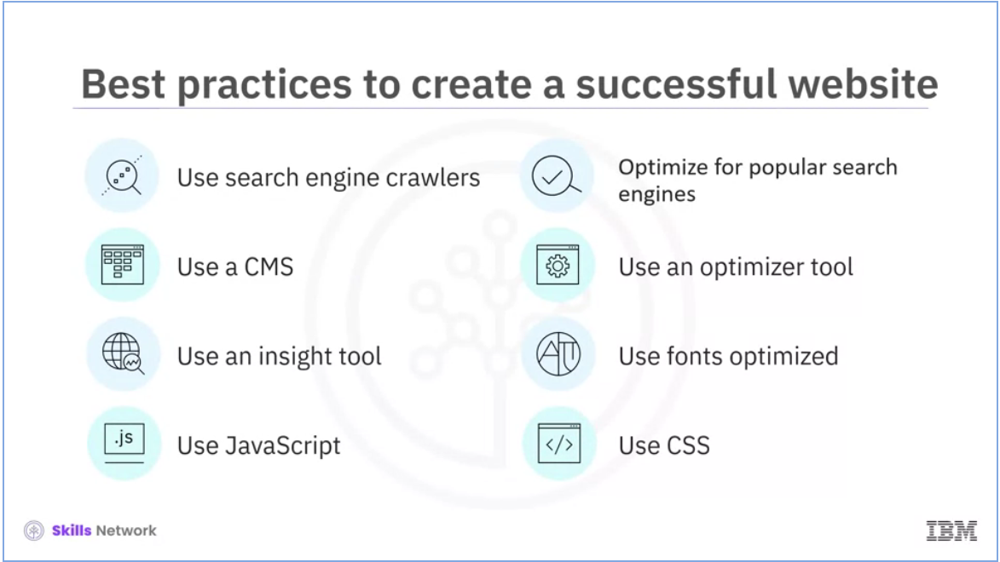 Best practices to create a successful website
Use search engine crawlers
Optimize for popular search
engines
Use a CMS
Use an optimizer tool
Use an insight tool
Use fonts optimized
.js
Use JavaScript
</>
Use CSS
Skills Network
IBM